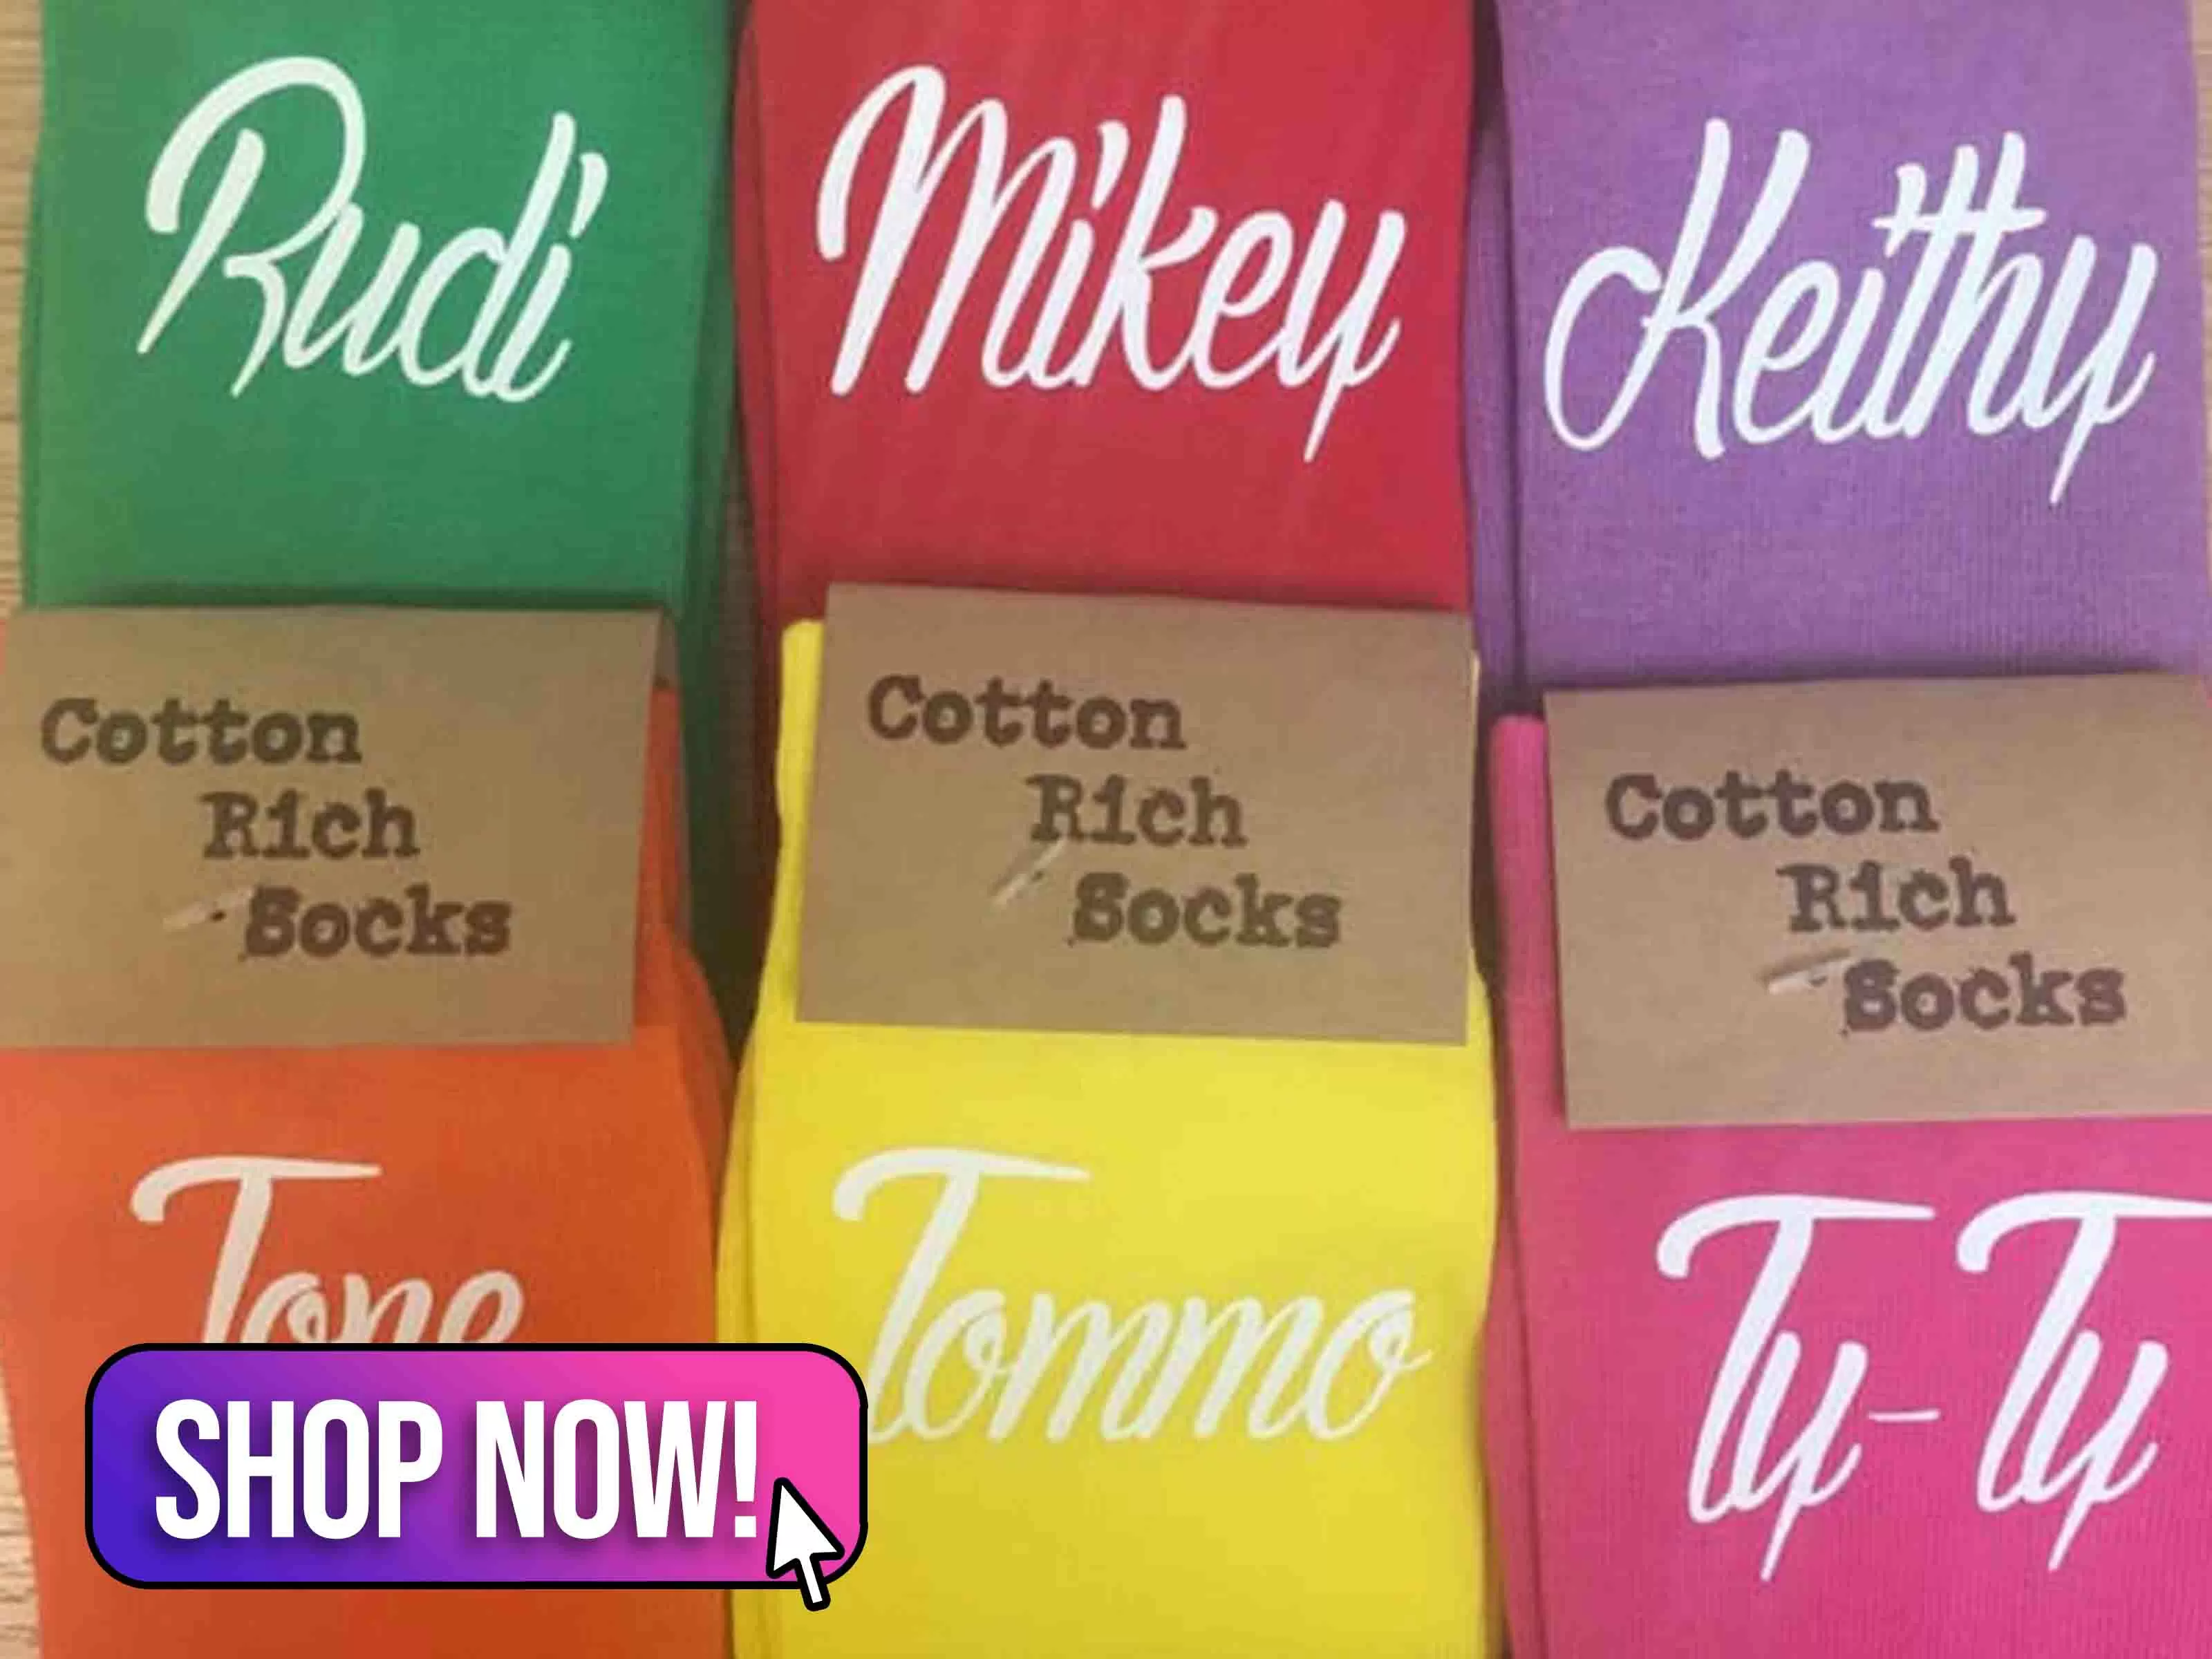 Rudi
Mikey
Keithy
Cotton
Rich
Socks
Cotton
Rich
Socks
Cotton
Rich
Socks
Tone
Tommo
Ty-Ty
SHOP NOW!